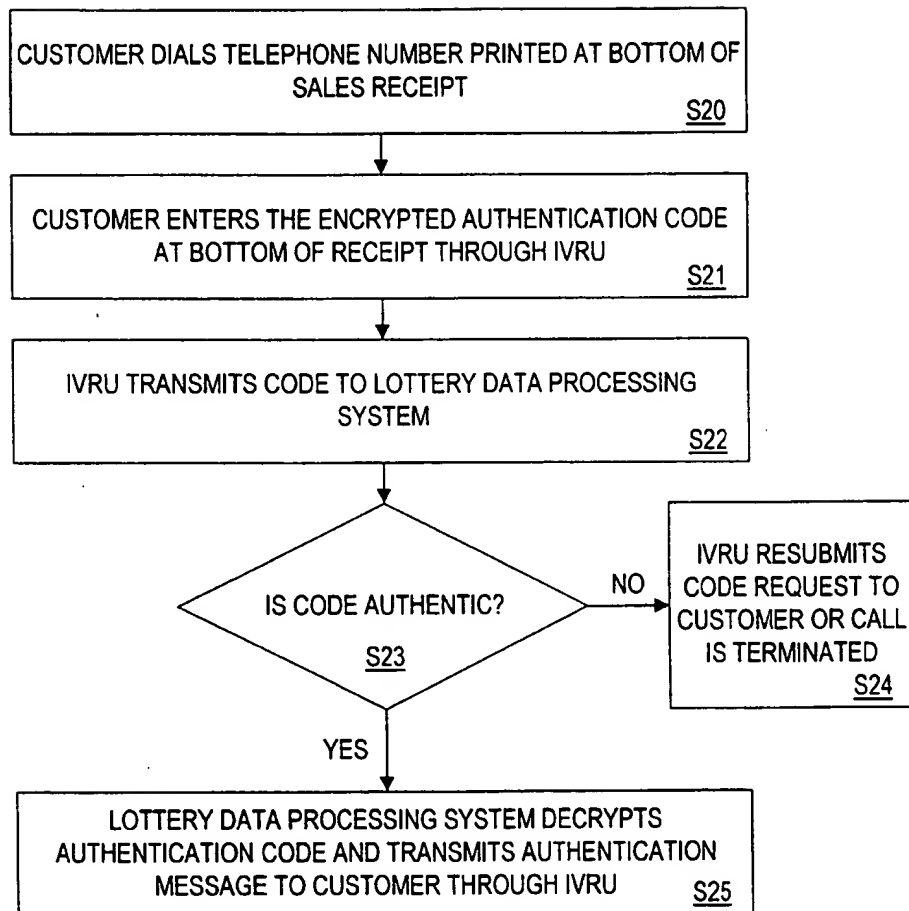 CUSTOMER DIALS TELEPHONE NUMBER PRINTED AT BOTTOM OF
SALES RECEIPT
S20
CUSTOMER ENTERS THE ENCRYPTED AUTHENTICATION CODE
AT BOTTOM OF RECEIPT THROUGH IVRU
S21
IVRU TRANSMITS CODE TO LOTTERY DATA PROCESSING
SYSTEM
S22
IS CODE AUTHENTIC?
S23
NO
IVRU RESUBMITS
CODE REQUEST TO
CUSTOMER OR CALL
IS TERMINATED
S24
YES
LOTTERY DATA PROCESSING SYSTEM DECRYPTS
AUTHENTICATION CODE AND TRANSMITS AUTHENTICATION
MESSAGE TO CUSTOMER THROUGH IVRU
S25